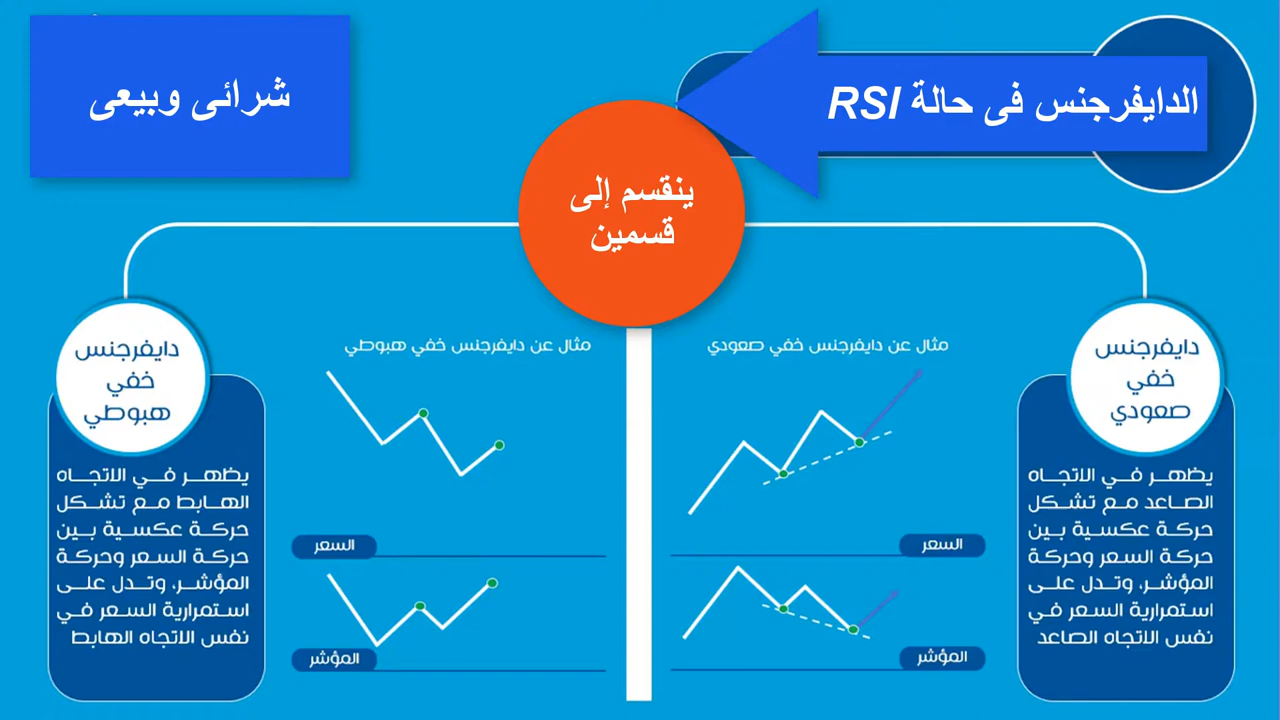 الدايفرجنس فى حالة RSI
شرائى وبيعى
ينقسم إلى
قسمين
دايفرجنس
خفي
صعودي
يظهر في الاتجاه
الصاعد مع تشكل
حركة عكسية بين
حركة السعر وحركة
المؤشر، وتدل على
استمرارية السعر في
نفس الاتجاه الصاعد
مثال عن دايفرجنس خفي صعودي
السعر
المؤشر
مثال عن دايفرجنس خفي هبوطي
السعر
المؤشر
دايفرجنس
خفي
هبوطي
يظهر في الاتجاه
الهابط مع تشكل
حركة عكسية بين
حركة السعر وحركة
المؤشر، وتدل على
استمرارية السعر في
نفس الاتجاه الهابط